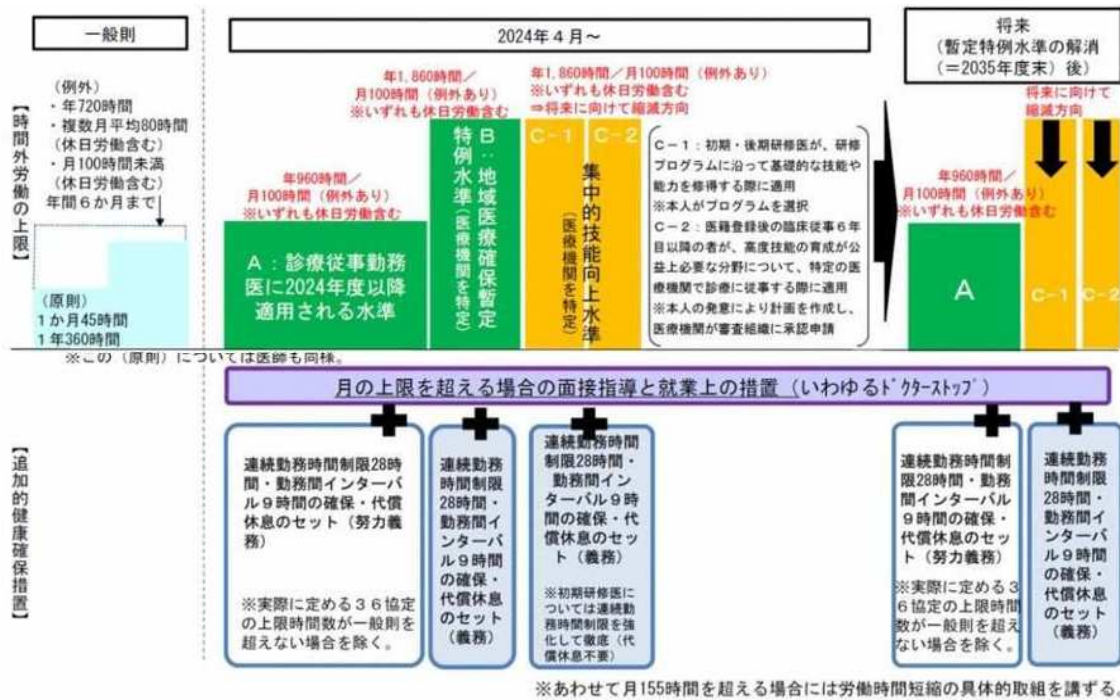 一般則
2024年4月～
将来
(暫定特例水準の解消
(＝2035年度末)後)
【時間外労働の上限】
(例外)
・年720時間
・複数月平均80時間
(休日労働含む)
・月100時間未満
(休日労働含む)
年間6か月まで
(原則)
1か月45時間
1年360時間
※この(原則)については医師も同様。
年960時間／
月100時間(例外あり)
※いずれも休日労働含む
A：診療従事勤務
医に2024年度以降
適用される水準
年1,860時間／
月100時間(例外あり)
※いずれも休日労働含む
B：地域医療確保暫定
特例水準(医療機関を特定)
年1,860時間／月100時間(例外あり)
※いずれも休日労働含む
⇒将来に向けて縮減方向
C-1
C-2
集中的技能向上水準
(医療機関を特定)
C-1：初期・後期研修医が、研修
プログラムに沿って基礎的な技能や
能力を修得する際に適用
※本人がプログラムを選択
C-2：医籍登録後の臨床従事6年
目以降の者が、高度技能の育成が公
益上必要な分野について、特定の医
療機関で診療に従事する際に適用
※本人の発意により計画を作成し、
医療機関が審査組織に承認申請
将来に向けて
縮減方向
年960時間／
月100時間(例外あり)
※いずれも休日労働含む
A
C-1
C-2
月の上限を超える場合の面接指導と就業上の措置(いわゆるﾄﾞｸﾀｰｽﾄｯﾌﾟ)
【追加的健康確保措置】
連続勤務時間制限28時
間・勤務間インターバ
ル9時間の確保・代償
休息のセット(努力義
務)
※実際に定める36協定
の上限時間数が一般則を
超えない場合を除く。
連続勤務
時間制限
28時間・
勤務間イ
ンターバ
ル9時間
の確保・
代償休息
のセット
(義務)
連続勤務時間
制限28時間・
勤務間イン
ターバル9時
間の確保・代
償休息のセッ
ト(義務)
※初期研修医に
ついては連続勤
務時間制限を強
化して徹底(代
償休息不要)
連続勤務時間制
限28時間・勤務
間インターバル
9時間の確保・
代償休息のセッ
ト(努力義務)
※実際に定める3
6協定の上限時間
数が一般則を超え
ない場合を除く。
連続勤務
時間制限
28時間・
勤務間イ
ンターバ
ル9時間
の確保・
代償休息
のセット
(義務)
※あわせて月155時間を超える場合には労働時間短縮の具体的取組を講ずる。